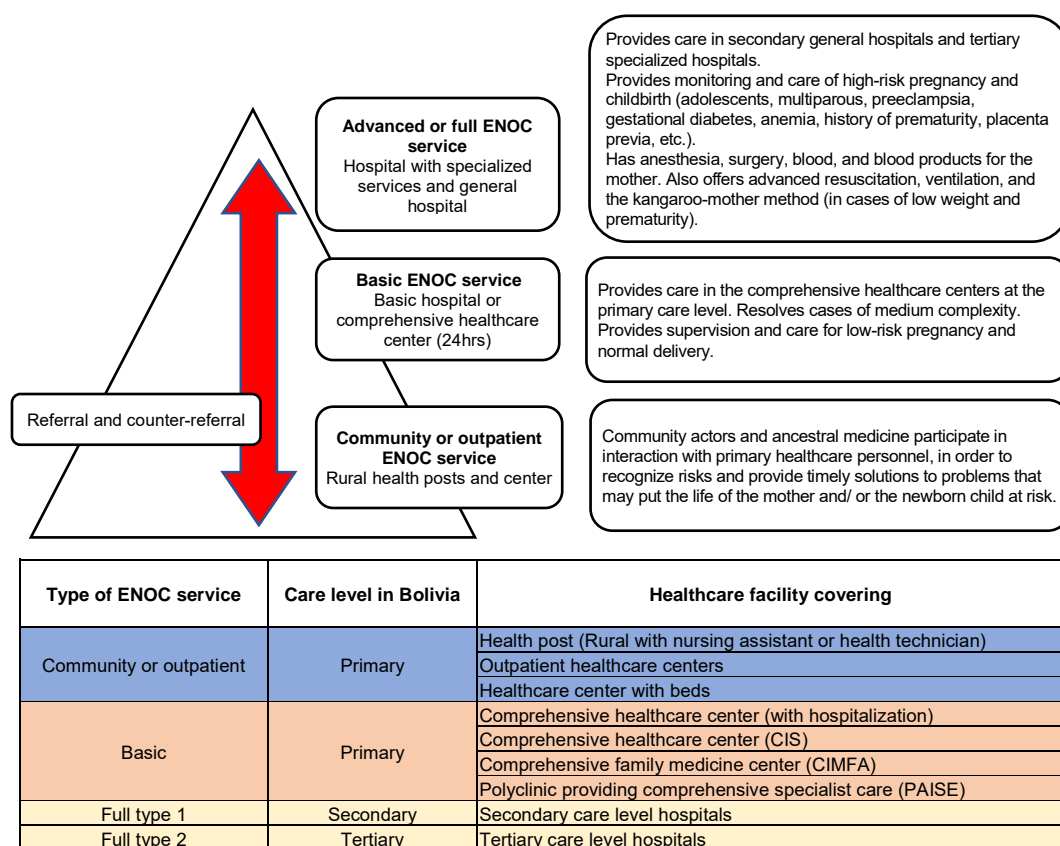 Provides care in secondary general hospitals and tertiary
specialized hospitals.
Provides monitoring and care of high-risk pregnancy and
childbirth (adolescents, multiparous, preeclampsia,
gestational diabetes, anemia, history of prematurity, placenta
previa, etc.).
Has anesthesia, surgery, blood, and blood products for the
mother. Also offers advanced resuscitation, ventilation, and
the kangaroo-mother method (in cases of low weight and
prematurity).
Advanced or full ENOC
service
Hospital with specialized
services and general
hospital
Basic ENOC service
Basic hospital or
comprehensive healthcare
center (24hrs)
Provides care in the comprehensive healthcare centers at the
primary care level. Resolves cases of medium complexity.
Provides supervision and care for low-risk pregnancy and
normal delivery.
Referral and counter-referral
Community or outpatient
ENOC service
Rural health posts and center
Community actors and ancestral medicine participate in
interaction with primary healthcare personnel, in order to
recognize risks and provide timely solutions to problems that
may put the life of the mother and/ or the newborn child at risk.
Type of ENOC service Care level in Bolivia Healthcare facility covering
Community or outpatient Primary Health post (Rural with nursing assistant or health technician)
Outpatient healthcare centers
Healthcare center with beds
Basic Primary Comprehensive healthcare center (with hospitalization)
Comprehensive healthcare center (CIS)
Comprehensive family medicine center (CIMFA)
Polyclinic providing comprehensive specialist care (PAISE)
Full type 1 Secondary Secondary care level hospitals
Full type 2 Tertiary Tertiary care level hospitals